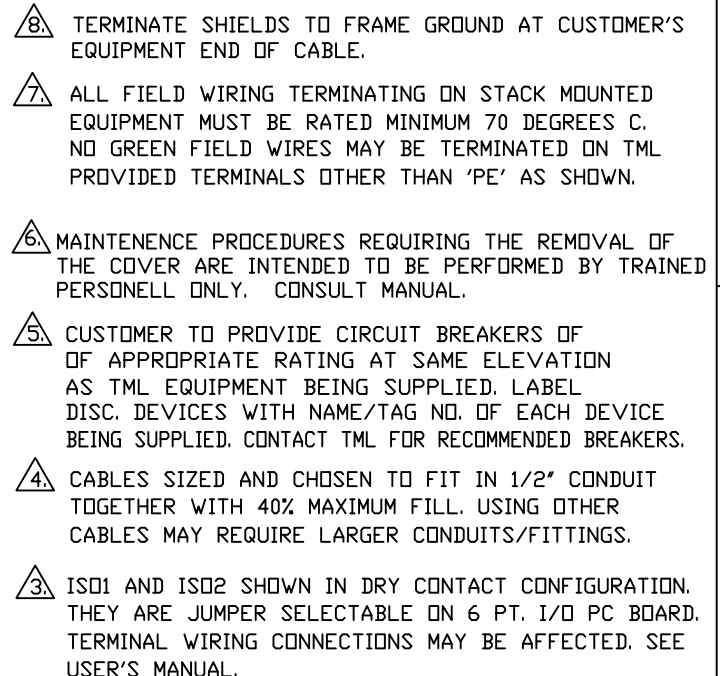 8. TERMINATE SHIELDS TO FRAME GROUND AT CUSTOMER'S
EQUIPMENT END OF CABLE.
7. ALL FIELD WIRING TERMINATING ON STACK MOUNTED
EQUIPMENT MUST BE RATED MINIMUM 70 DEGREES C.
NO GREEN FIELD WIRES MAY BE TERMINATED ON TML
PROVIDED TERMINALS OTHER THAN 'PE' AS SHOWN.
6. MAINTENENCE PROCEDURES REQUIRING THE REMOVAL OF
THE COVER ARE INTENDED TO BE PERFORMED BY TRAINED
PERSONELL ONLY. CONSULT MANUAL.
5. CUSTOMER TO PROVIDE CIRCUIT BREAKERS OF
OF APPROPRIATE RATING AT SAME ELEVATION
AS TML EQUIPMENT BEING SUPPLIED. LABEL
DISC. DEVICES WITH NAME/TAG NO. OF EACH DEVICE
BEING SUPPLIED. CONTACT TML FOR RECOMMENDED BREAKERS.
4. CABLES SIZED AND CHOSEN TO FIT IN 1/2" CONDUIT
TOGETHER WITH 40% MAXIMUM FILL. USING OTHER
CABLES MAY REQUIRE LARGER CONDUITS/FITTINGS.
3. ISO1 AND ISO2 SHOWN IN DRY CONTACT CONFIGURATION.
THEY ARE JUMPER SELECTABLE ON 6 PT. I/O PC BOARD.
TERMINAL WIRING CONNECTIONS MAY BE AFFECTED. SEE
USER'S MANUAL.